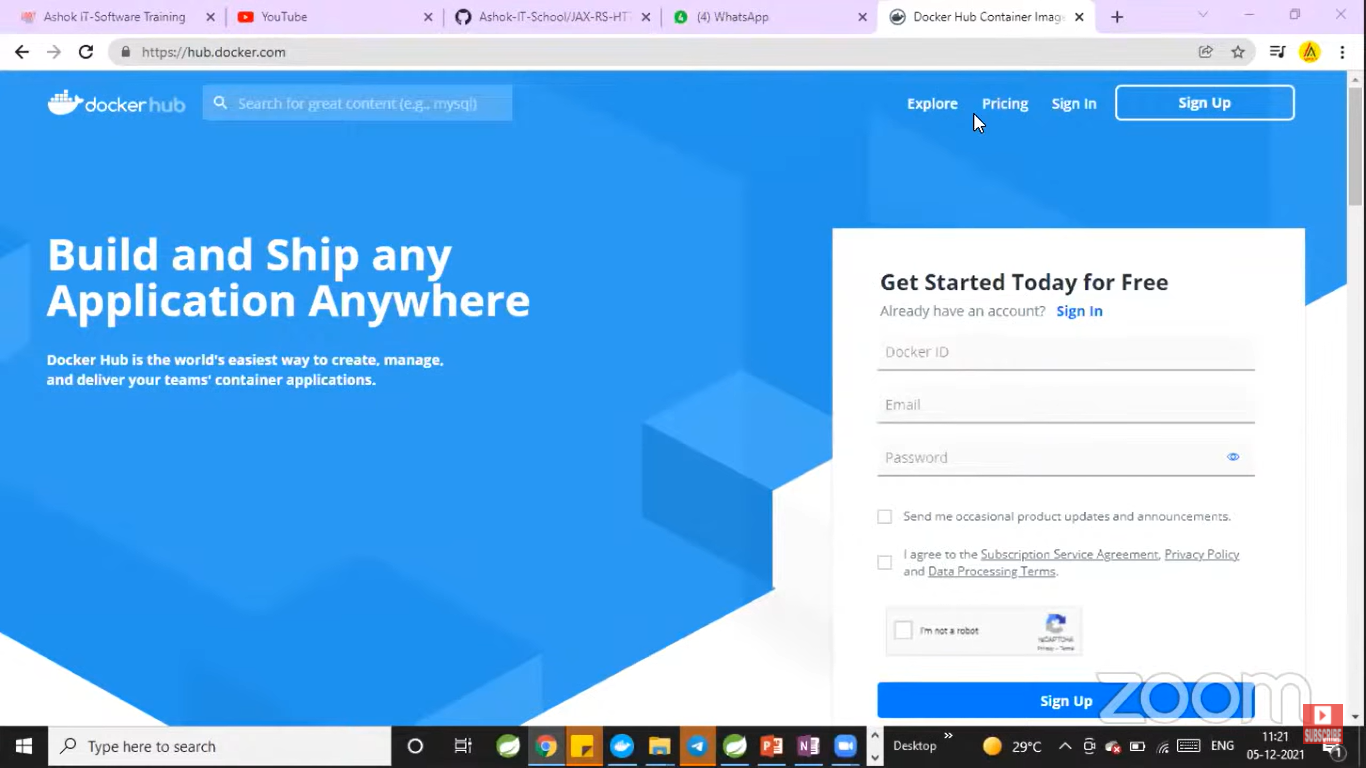 Ashok iT-Software Training
YouTube
Ashok-IT-School/JAX-RS-HT
(4) WhatsApp
Docker Hub Container Imag
https://hub.docker.com
docker hub
Search for great content (e.g., mysql)
Explore
Pricing
Sign In
Sign Up
Build and Ship any
Application Anywhere
Docker Hub is the world's easiest way to create, manage,
and deliver your teams' container applications.
Get Started Today for Free
Already have an account? Sign In
Docker ID
Email
Password
Send me occasional product updates and announcements.
I agree to the Subscription Service Agreement, Privacy Policy
and Data Processing Terms.
I'm not a robot
reCAPTCHA
Privacy - Terms
Sign Up
zoom
SUBSCRIBE
Type here to search
Desktop
29°C
ENG
11:21
05-12-2021
1